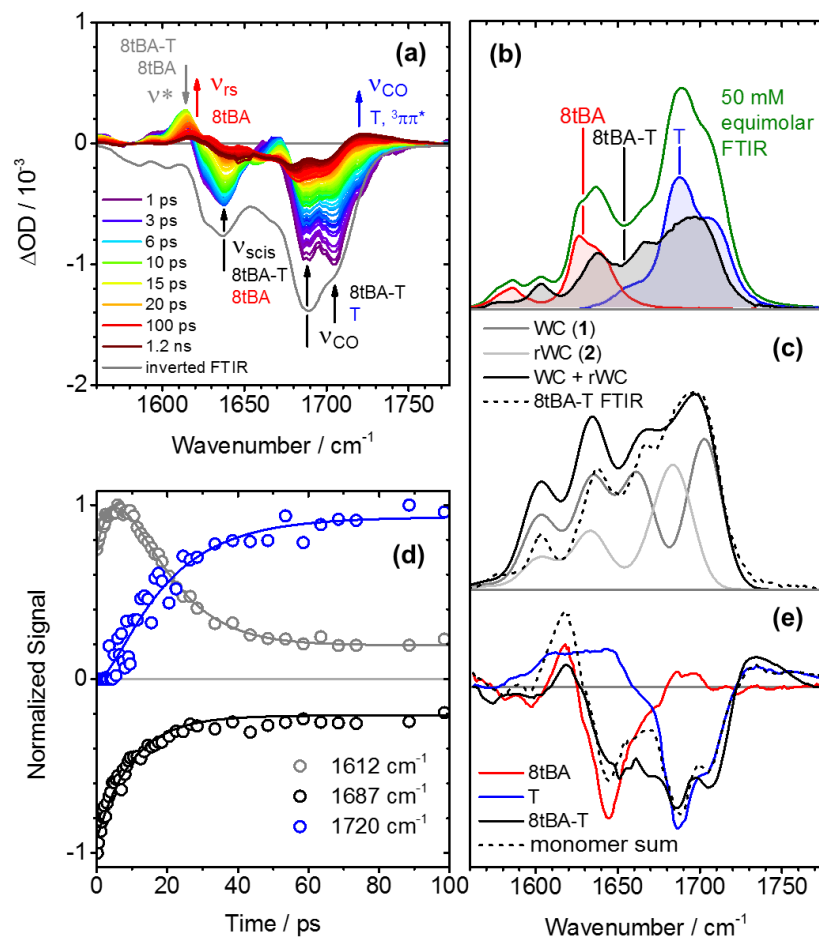 (a)
8tBA-T
8tBA
ν*
ν_rs
8tBA
ν_CO
T, ³ππ*
1
0
-1
-2
ΔOD / 10⁻³
1 ps
3 ps
6 ps
10 ps
15 ps
20 ps
100 ps
1.2 ns
inverted FTIR
ν_scis
8tBA-T
8tBA
8tBA-T
T
ν_CO
1600 1650 1700 1750
Wavenumber / cm⁻¹
(b)
8tBA
8tBA-T
T
50 mM
equimolar
FTIR
(c)
WC (1)
rWC (2)
WC + rWC
8tBA-T FTIR
(d)
1
0
-1
Normalized Signal
1612 cm⁻¹
1687 cm⁻¹
1720 cm⁻¹
0 20 40 60 80 100
Time / ps
(e)
8tBA
T
8tBA-T
monomer sum
1600 1650 1700 1750
Wavenumber / cm⁻¹